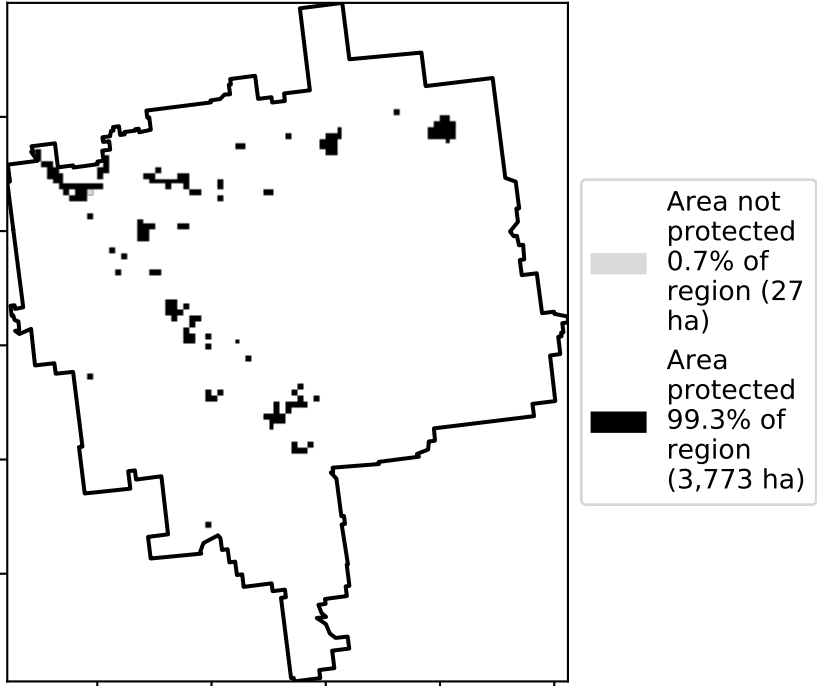 Area not
protected
0.7% of
region (27
ha)
Area
protected
99.3% of
region
(3,773 ha)